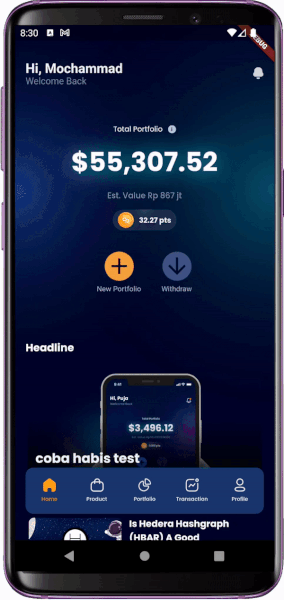 8:30
DEBUG
Hi, Mochammad
Welcome Back
Total Portfolio
$55,307.52
Est. Value Rp 867 jt
32.27 pts
New Portfolio
Withdraw
Headline
Hi, Puja
$3,496.12
coba habis test
Home
Product
Portfolio
Transaction
Profile
Is Hedera Hashgraph
(HBAR) A Good